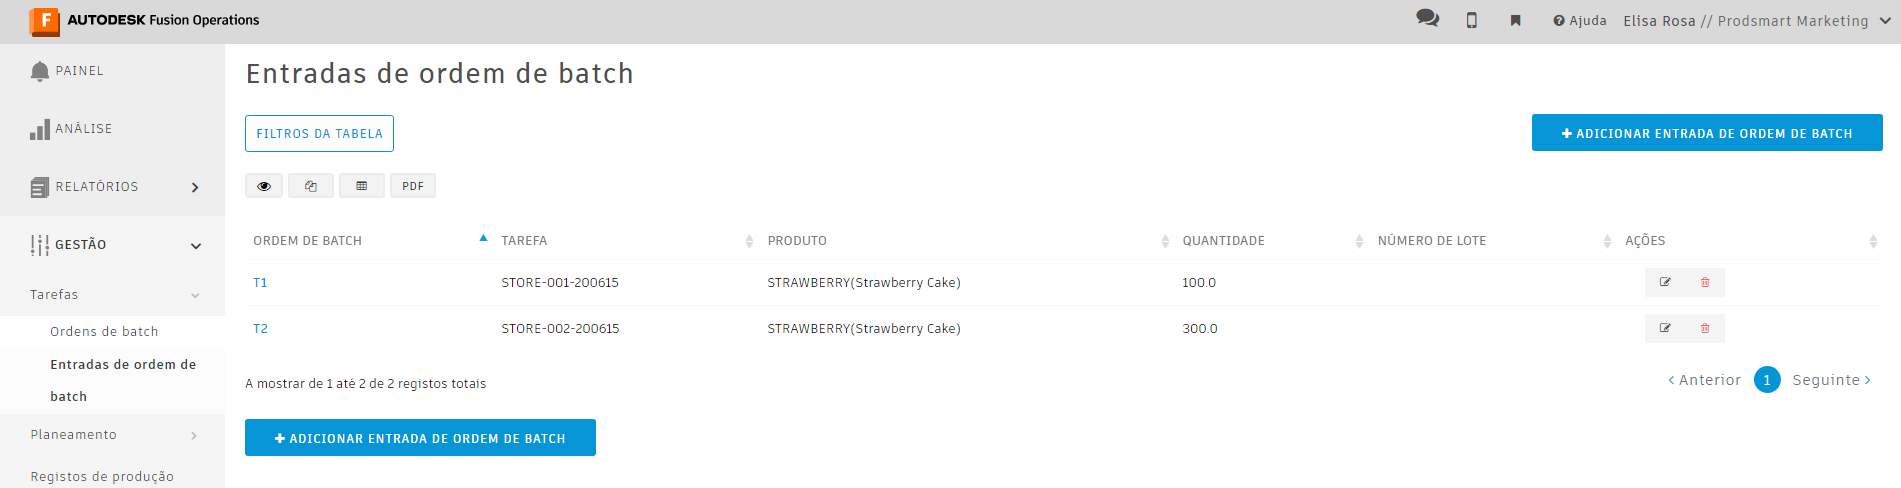 AUTODESK Fusion Operations
Ajuda
Elisa Rosa // Prodsmart Marketing
PAINEL
ANÁLISE
RELATÓRIOS
GESTÃO
Tarefas
Ordens de batch
Entradas de ordem de
batch
Planeamento
Registos de produção
Entradas de ordem de batch
FILTROS DA TABELA
ADICIONAR ENTRADA DE ORDEM DE BATCH
PDF
ORDEM DE BATCH TAREFA PRODUTO QUANTIDADE NÚMERO DE LOTE AÇÕES
T1 STORE-001-200615 STRAWBERRY(Strawberry Cake) 100.0
T2 STORE-002-200615 STRAWBERRY(Strawberry Cake) 300.0
A mostrar de 1 até 2 de 2 registos totais
Anterior 1 Seguinte
ADICIONAR ENTRADA DE ORDEM DE BATCH